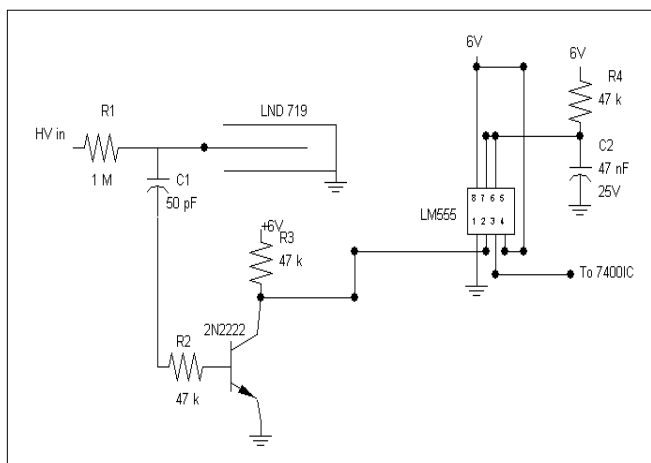 6V
6V
R4
47 k
R1
LND 719
HV in
1 M
C1
50 pF
C2
47 nF
25V
LM555
8 7 6 5
1 2 3 4
+6V
R3
47 k
To 7400IC
2N2222
R2
47 k